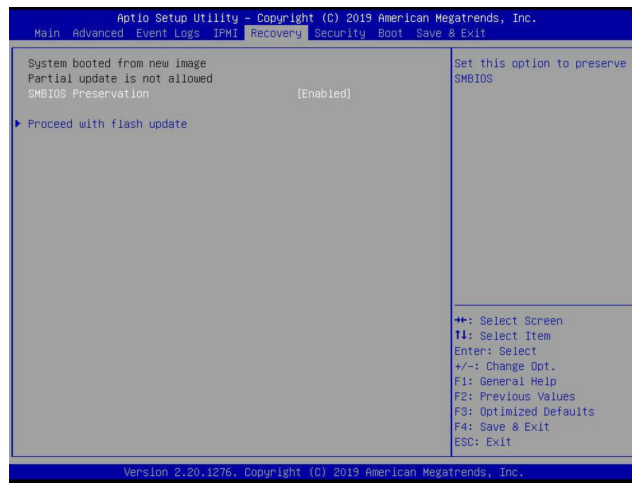 Aptio Setup Utility – Copyright (C) 2019 American Megatrends, Inc.
Main Advanced Event Logs IPMI Recovery Security Boot Save & Exit
System booted from new image
Partial update is not allowed
SMBIOS Preservation [Enabled]
▶ Proceed with flash update
Set this option to preserve
SMBIOS
→←: Select Screen
↑↓: Select Item
Enter: Select
+/-: Change Opt.
F1: General Help
F2: Previous Values
F3: Optimized Defaults
F4: Save & Exit
ESC: Exit
Version 2.20.1276. Copyright (C) 2019 American Megatrends, Inc.